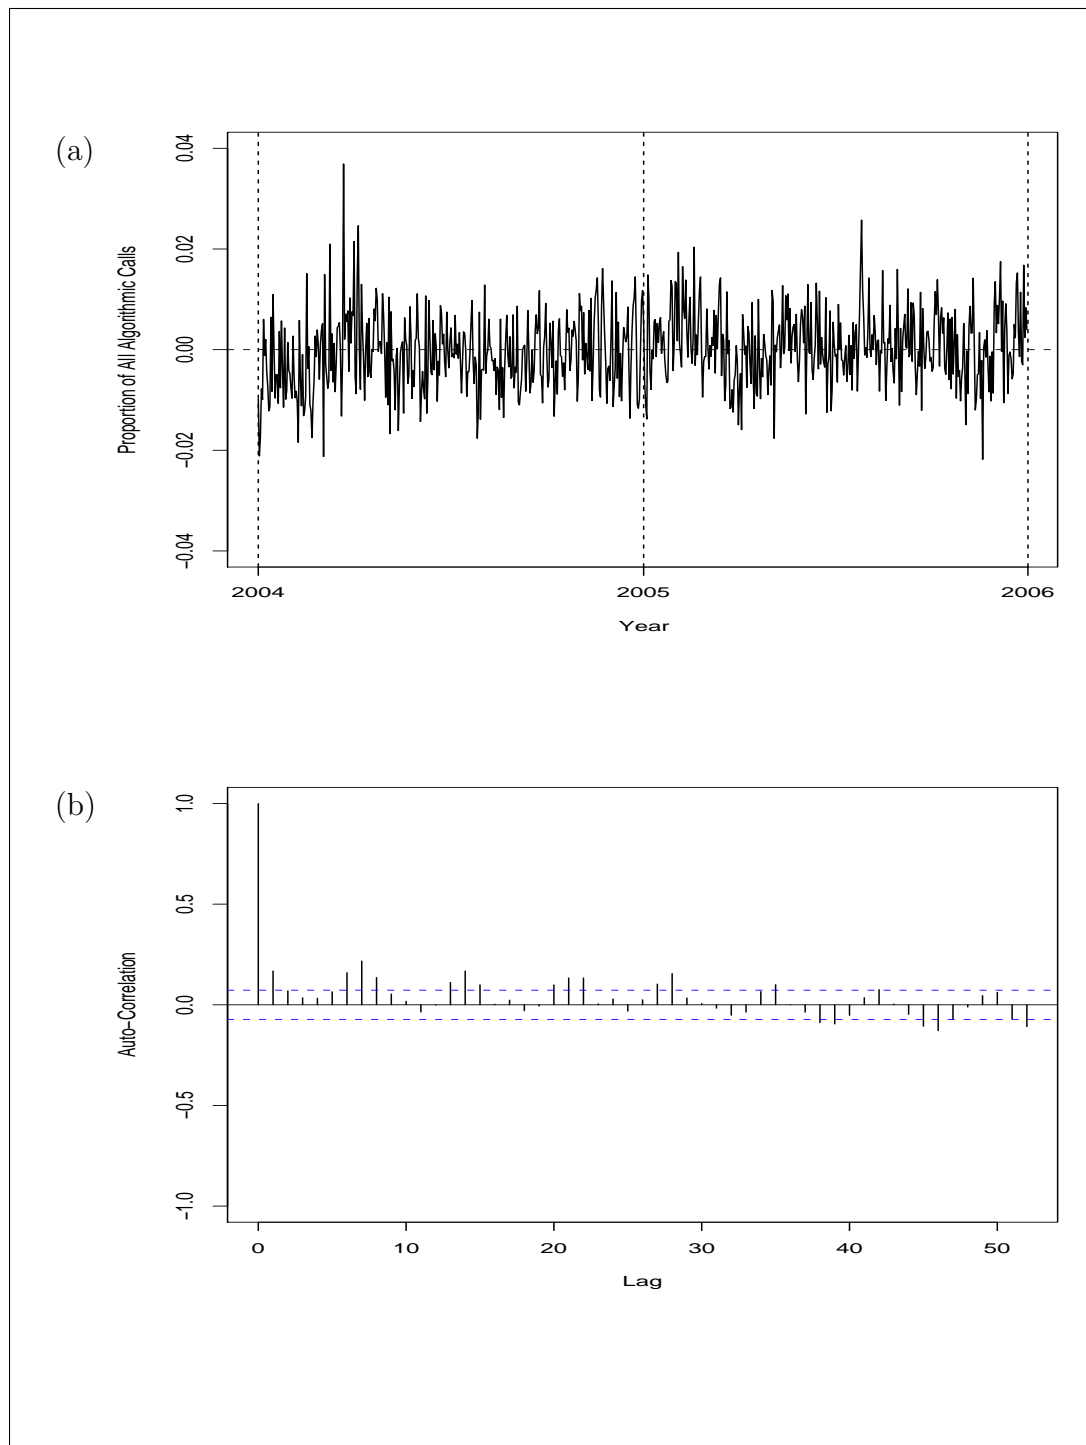 (a)
Proportion of All Algorithmic Calls
0.04
0.02
0.00
−0.02
−0.04
2004 2005 2006
Year
(b)
Auto−Correlation
1.0
0.5
0.0
−0.5
−1.0
0 10 20 30 40 50
Lag